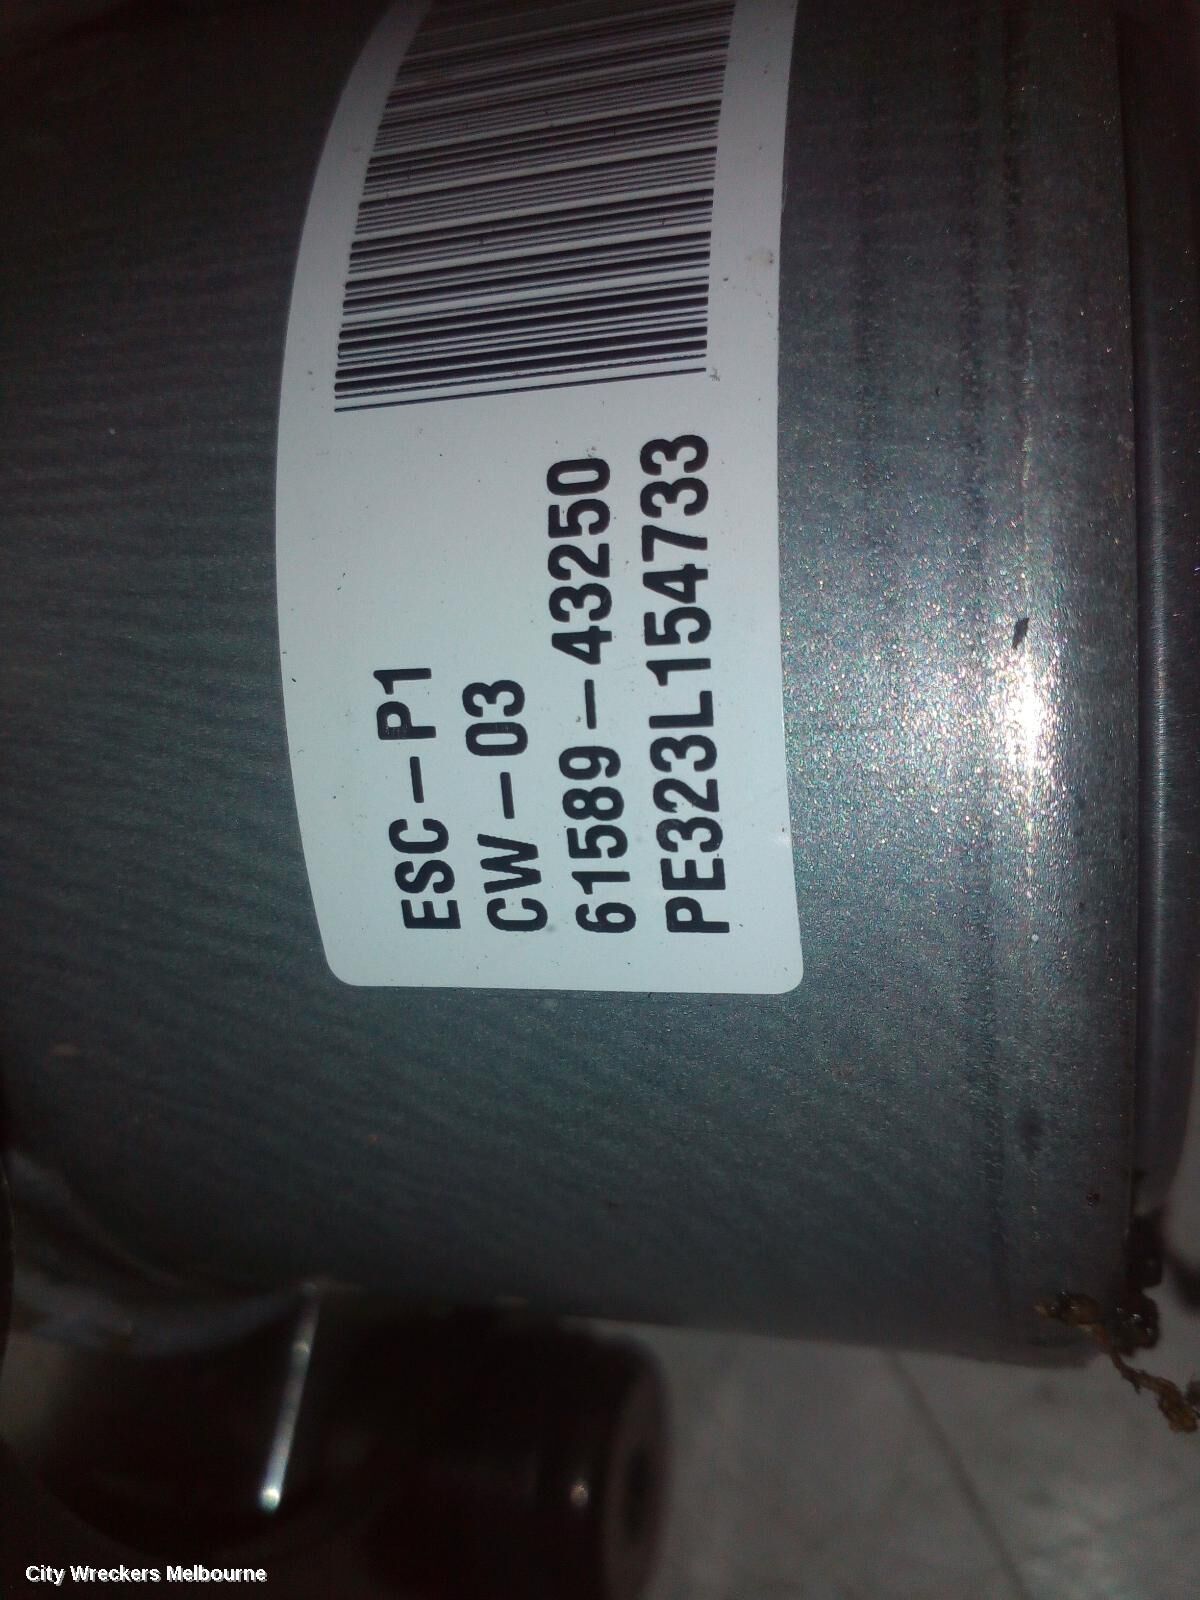 ESC-P1
CW-03
61589-43250
PE323L154733
City Wreckers Melbourne